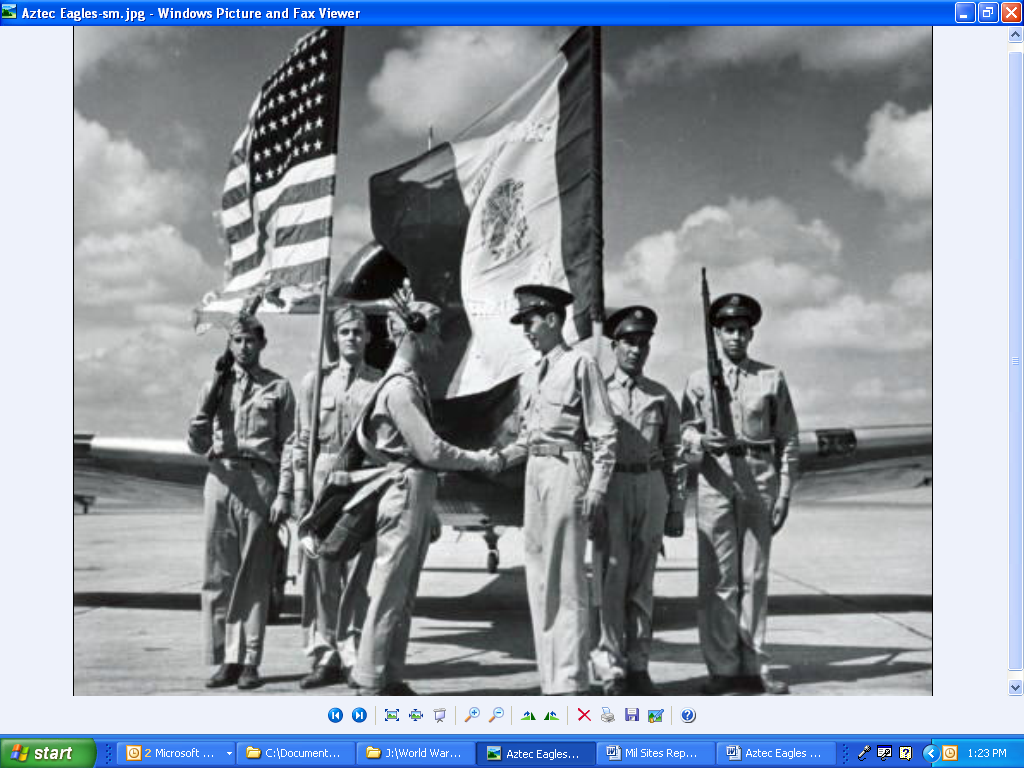 Aztec Eagles-sm.jpg - Windows Picture and Fax Viewer
start
2 Microsoft ...
C:\Document...
J:\World War...
Aztec Eagles...
Mil Sites Rep...
Aztec Eagles ...
1:23 PM